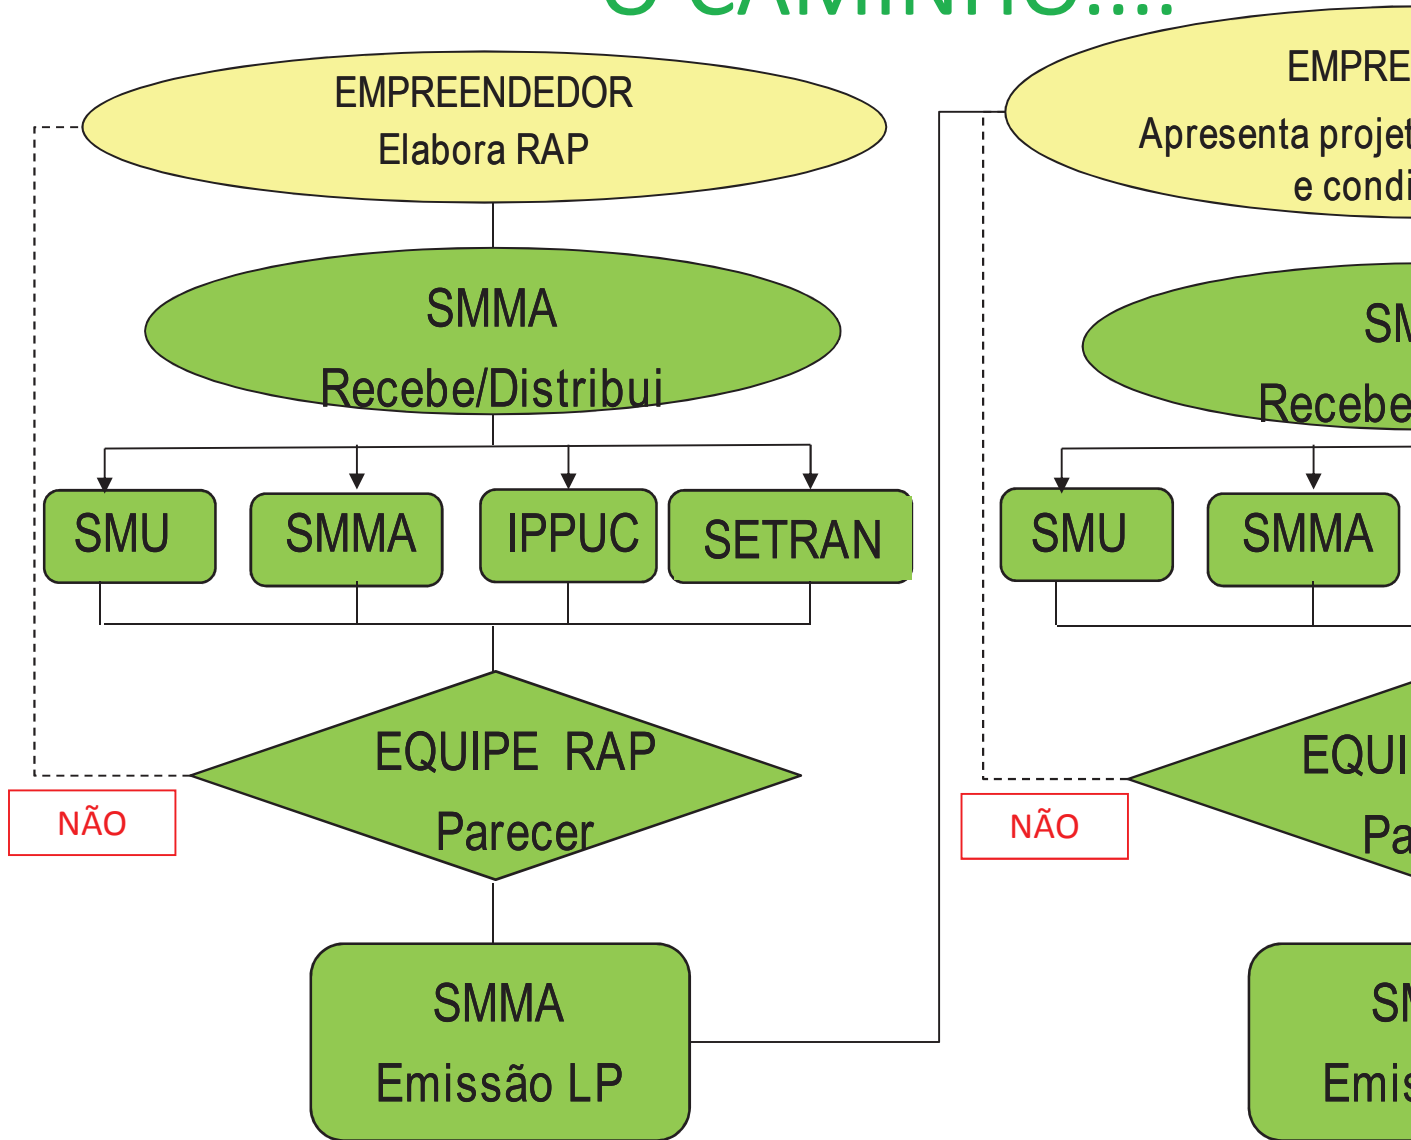 O CAMINHO....
EMPREENDEDOR
Elabora RAP
SMMA
Recebe/Distribui
SMU
SMMA
IPPUC
SETRAN
EQUIPE RAP
Parecer
NÃO
SMMA
Emissão LP
Apresenta
e
SMU
SMMA
NÃO